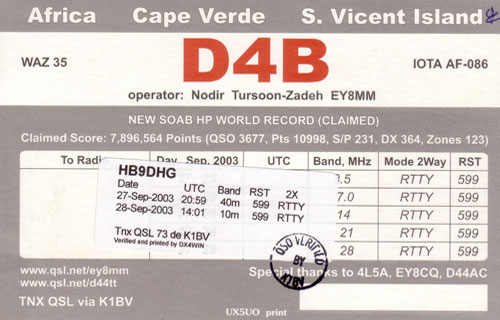 Africa Cape Verde S. Vicent Island
WAZ 35 D4B IOTA AF-086
operator: Nodir Tursoon-Zadeh EY8MM
NEW SOAB HP WORLD RECORD (CLAIMED)
Claimed Score: 7,896,564 Points (QSO 3677, Pts 10998, S/P 231, DX 364, Zones 123)
To Radio Day, Sep, 2003 UTC Band, MHz Mode 2Way RST
3.5 RTTY 599
7.0 RTTY 599
14 RTTY 599
21 RTTY 599
28 RTTY 599
HB9DHG
Date UTC Band RST 2X
27-Sep-2003 20:59 40m 599 RTTY
28-Sep-2003 14:01 10m 599 RTTY
Tnx QSL 73 de K1BV
Verified and printed by DX4WIN
QSO VERIFIED
BY
K1BV
www.qsl.net/ey8mm
www.qsl.net/d44tt
Special thanks to 4L5A, EY8CQ, D44AC
TNX QSL via K1BV
UX5UO print